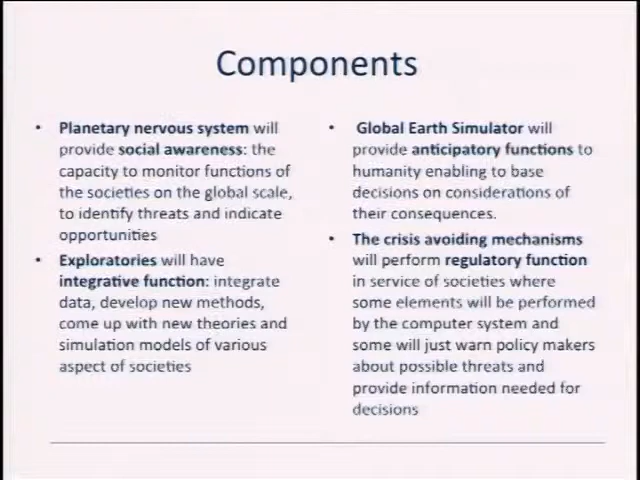 Components
• Planetary nervous system will
provide social awareness: the
capacity to monitor functions of
the societies on the global scale,
to identify threats and indicate
opportunities
• Exploratories will have
integrative function: integrate
data, develop new methods,
come up with new theories and
simulation models of various
aspect of societies
• Global Earth Simulator will
provide anticipatory functions to
humanity enabling to base
decisions on considerations of
their consequences.
• The crisis avoiding mechanisms
will perform regulatory function
in service of societies where
some elements will be performed
by the computer system and
some will just warn policy makers
about possible threats and
provide information needed for
decisions